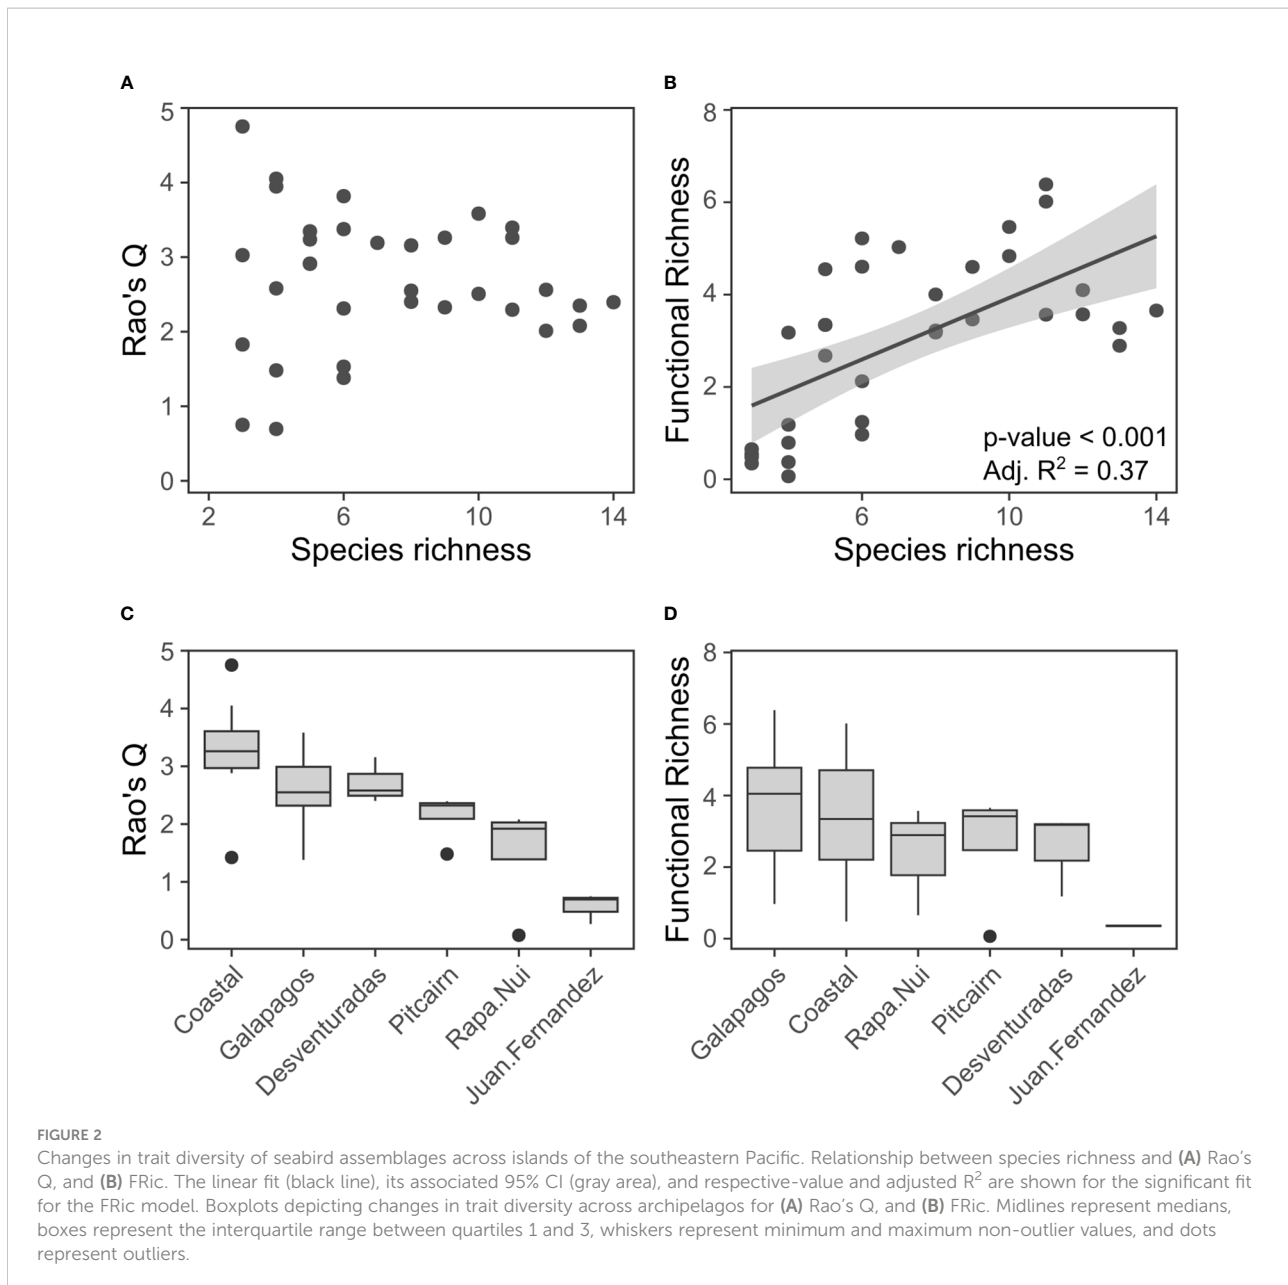 A
B
5
4
3
2
1
0
Rao's Q
2
6
10
14
Species richness
8
6
4
2
0
Functional Richness
p-value < 0.001
Adj. R² = 0.37
6
10
14
Species richness
C
D
5
4
3
2
1
0
Rao's Q
Coastal
Galapagos
Desventuradas
Pitcairn
Rapa.Nui
Juan.Fernandez
8
6
4
2
0
Functional Richness
Galapagos
Coastal
Rapa.Nui
Pitcairn
Desventuradas
Juan.Fernandez
FIGURE 2
Changes in trait diversity of seabird assemblages across islands of the southeastern Pacific. Relationship between species richness and (A) Rao's
Q, and (B) FRic. The linear fit (black line), its associated 95% CI (gray area), and respective-value and adjusted R² are shown for the significant fit
for the FRic model. Boxplots depicting changes in trait diversity across archipelagos for (A) Rao's Q, and (B) FRic. Midlines represent medians,
boxes represent the interquartile range between quartiles 1 and 3, whiskers represent minimum and maximum non-outlier values, and dots
represent outliers.